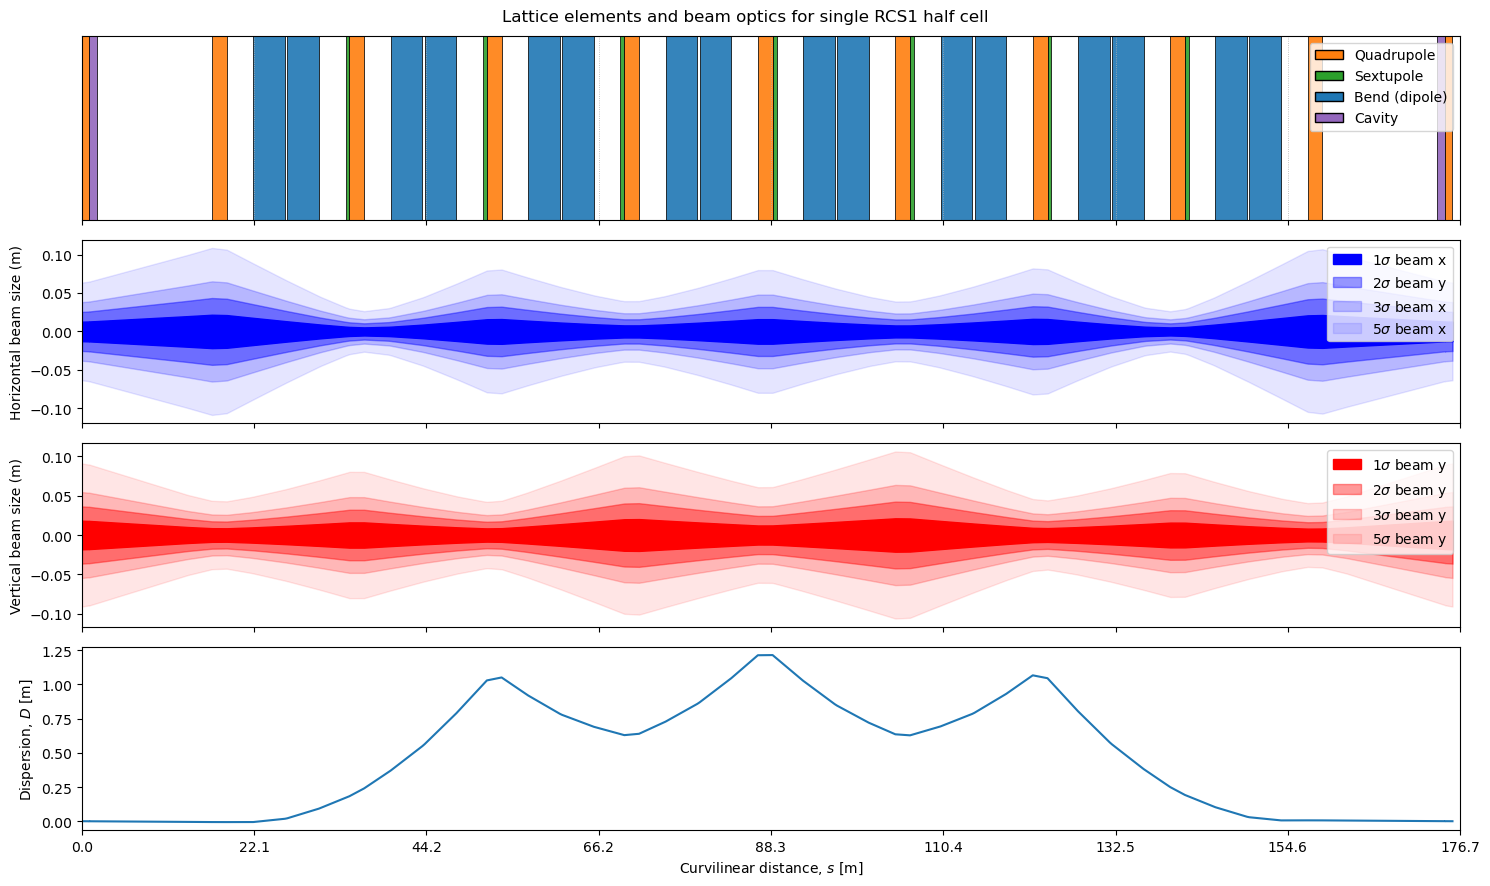 Lattice elements and beam optics for single RCS1 half cell
Quadrupole
Sextupole
Bend (dipole)
Cavity
Horizontal beam size (m)
0.10
0.05
0.00
−0.05
−0.10
1σ beam x
2σ beam y
3σ beam x
5σ beam x
Vertical beam size (m)
0.10
0.05
0.00
−0.05
−0.10
1σ beam y
2σ beam y
3σ beam y
5σ beam y
Dispersion, D [m]
1.25
1.00
0.75
0.50
0.25
0.00
0.0 22.1 44.2 66.2 88.3 110.4 132.5 154.6 176.7
Curvilinear distance, s [m]